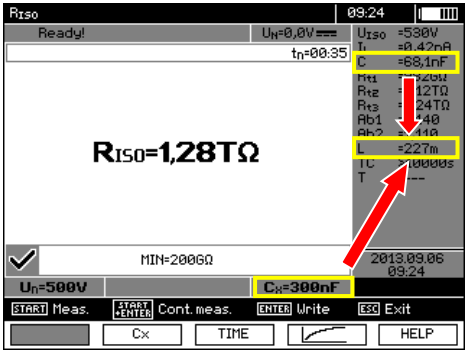 RISO 09:24
Ready! UN=0,0V
tn=00:35
UISO =530V
IL =0.42nA
C =68,1nF
Rt1
Rt2 12TΩ
Rt3 24TΩ
Ab1
Ab2
L =227m
TC >10000s
T ---
RISO=1,28TΩ
MIN=200GΩ
2013.09.06
09:24
Un=500V Cx=300nF
START Meas. START +ENTER Cont. meas. ENTER Write ESC Exit
Cx TIME HELP